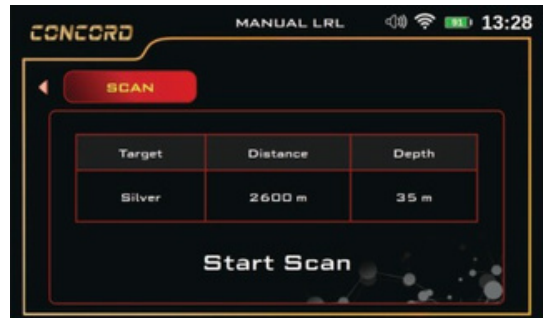 CONCORD MANUAL LRL 91 13:28
SCAN
Target Distance Depth
Silver 2600 m 35 m
Start Scan